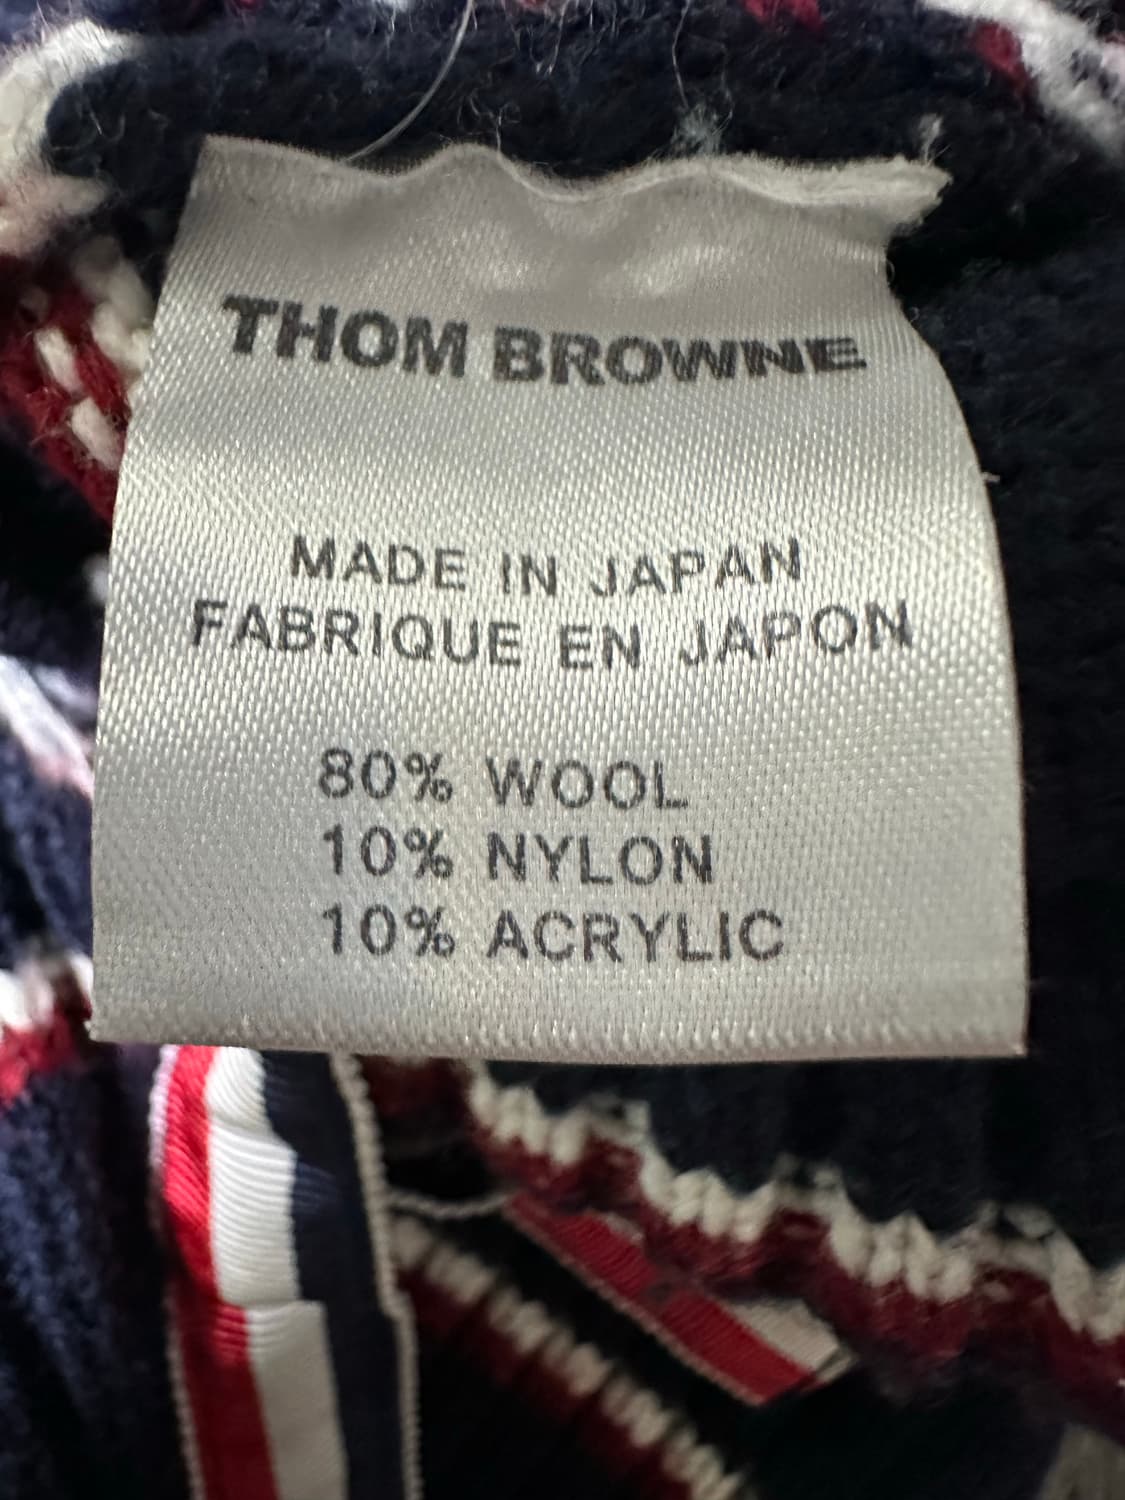 THOM BROWNE
MADE IN JAPAN
FABRIQUE EN JAPON
80% WOOL
10% NYLON
10% ACRYLIC